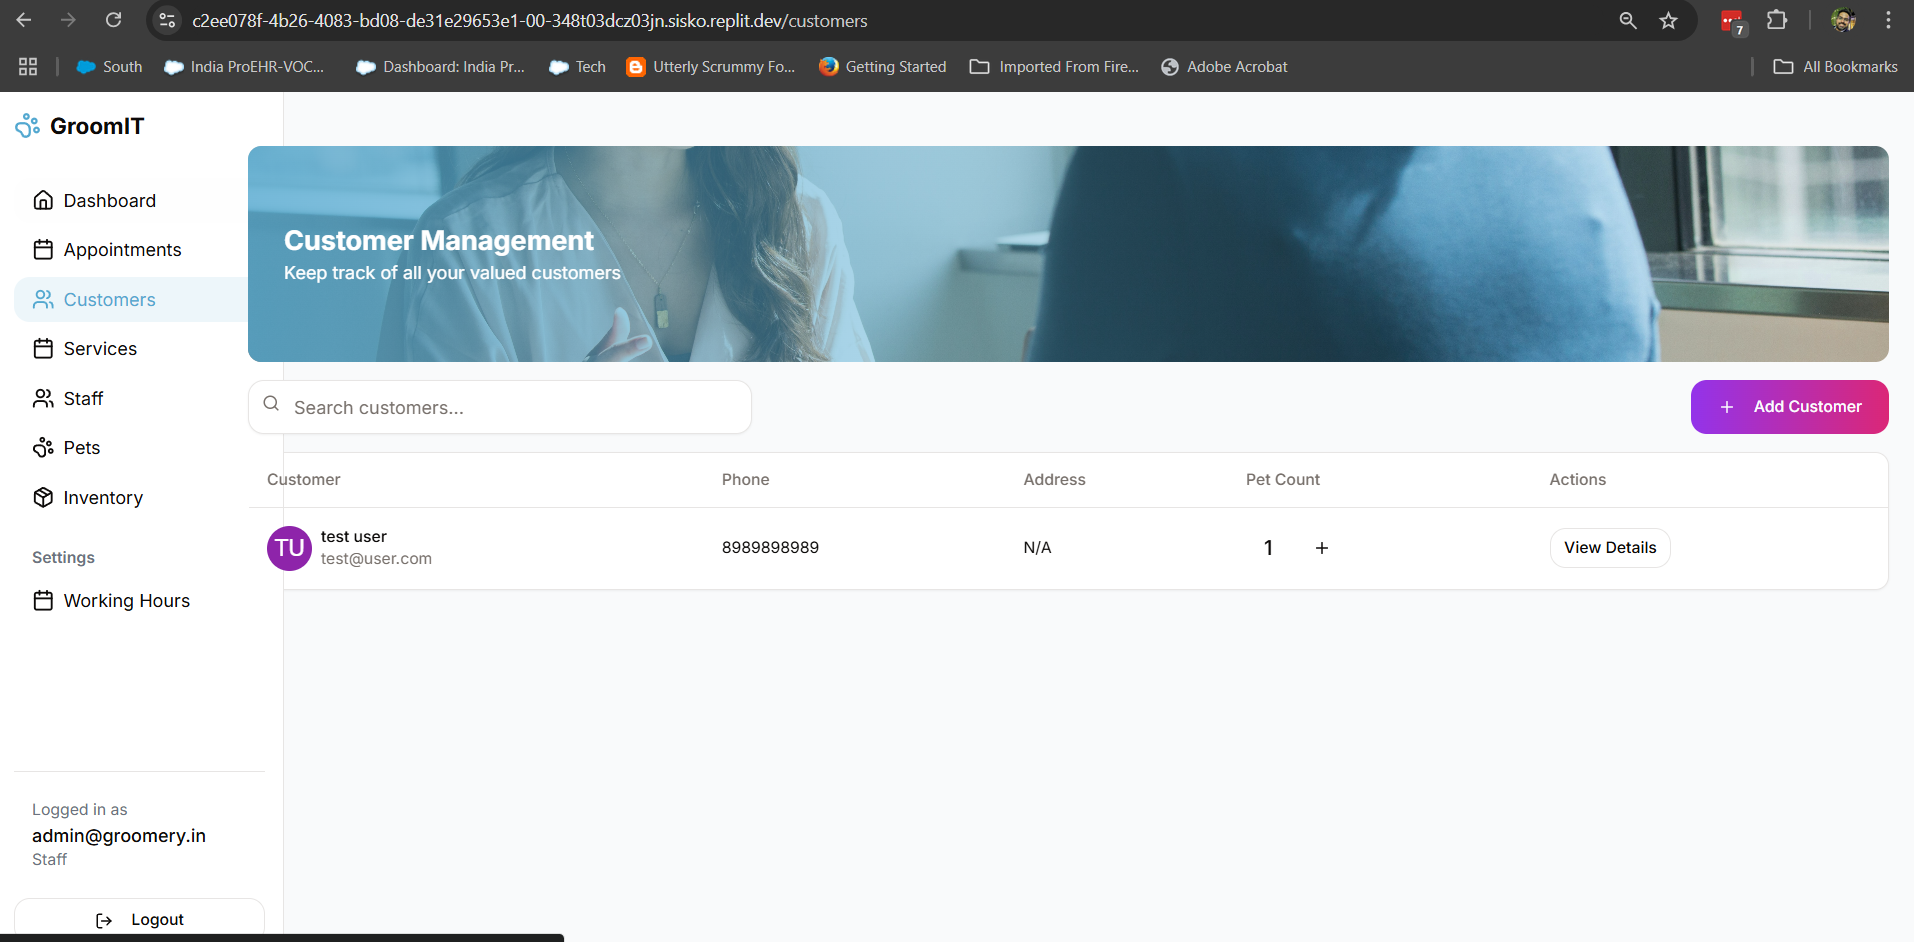 c2ee078f-4b26-4083-bd08-de31e29653e1-00-348t03dcz03jn.sisko.replit.dev/customers
7
South
India ProEHR-VOC...
Dashboard: India Pr...
Tech
Utterly Scrummy Fo...
Getting Started
Imported From Fire...
Adobe Acrobat
All Bookmarks
GroomIT
Dashboard
Appointments
Customers
Services
Staff
Pets
Inventory
Settings
Working Hours
Logged in as
admin@groomery.in
Staff
Logout
Customer Management
Keep track of all your valued customers
Search customers...
+ Add Customer
Customer Phone Address Pet Count Actions
TU test user 8989898989 N/A 1 + View Details
test@user.com